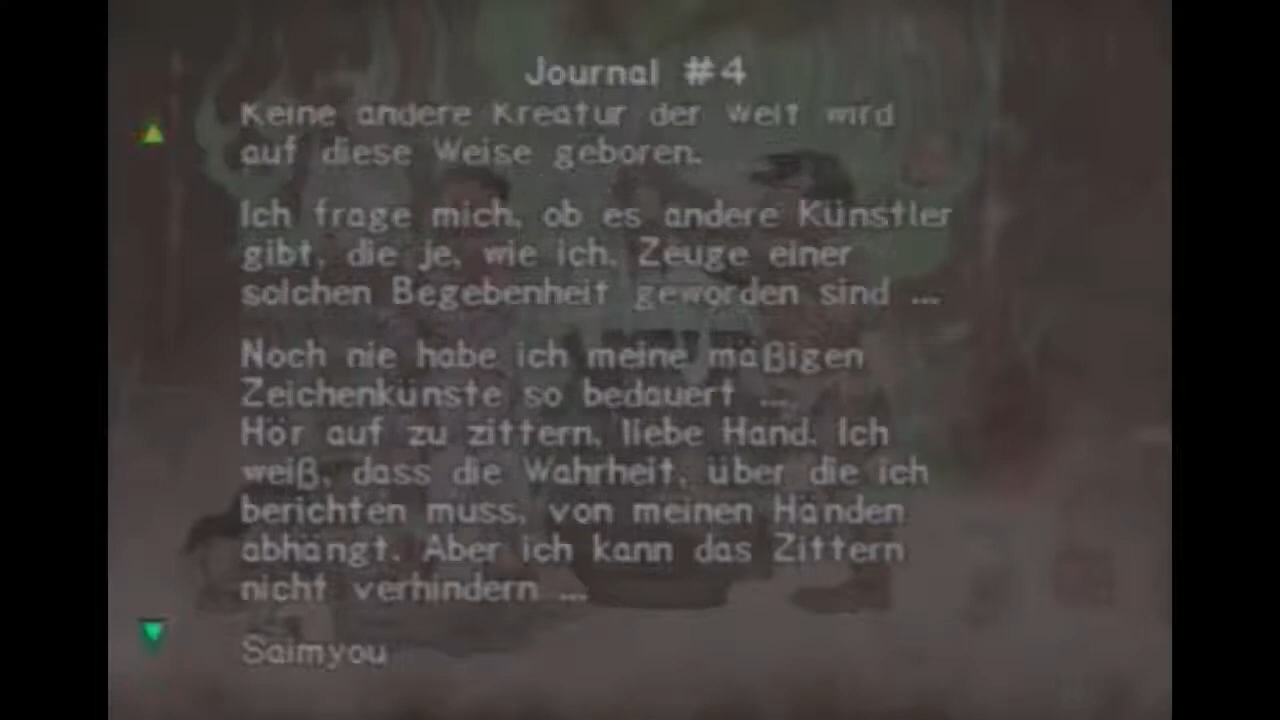 Journal #4
Keine andere Kreatur der Welt wird
auf diese Weise geboren.
Ich frage mich, ob es andere Künstler
gibt, die je, wie ich, Zeuge einer
solchen Begebenheit geworden sind ...
Noch nie habe ich meine mäßigen
Zeichenkünste so bedauert ...
Hör auf zu zittern, liebe Hand. Ich
weiß, dass die Wahrheit, über die ich
berichten muss, von meinen Händen
abhängt. Aber ich kann das Zittern
nicht verhindern ...
Saimyou